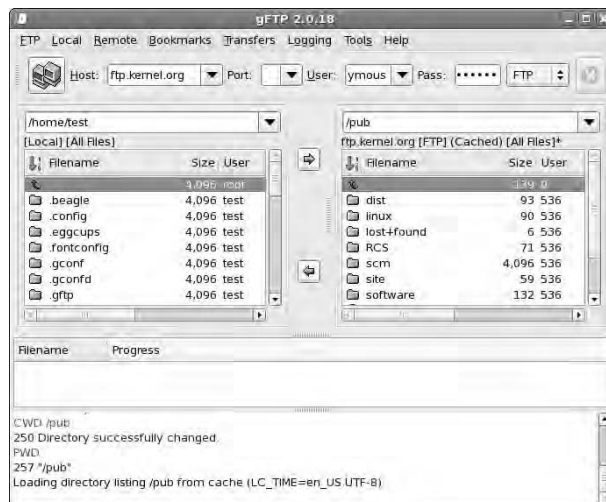 gFTP 2.0.18
FTP Local Remote Bookmarks Transfers Logging Tools Help
Host: ftp.kernel.org Port: User: ymous Pass: •••••• FTP
/home/test
[Local] [All Files]
Filename Size User
.. 4,096 root
.beagle 4,096 test
.config 4,096 test
.eggcups 4,096 test
.fontconfig 4,096 test
.gconf 4,096 test
.gconfd 4,096 test
.gftp 4,096 test
/pub
ftp.kernel.org [FTP] (Cached) [All Files]*
Filename Size User
.. 139 0
dist 93 536
linux 90 536
lost+found 6 536
RCS 71 536
scm 4,096 536
site 59 536
software 132 536
Filename Progress
CWD /pub
250 Directory successfully changed.
PWD
257 "/pub"
Loading directory listing /pub from cache (LC_TIME=en_US.UTF-8)